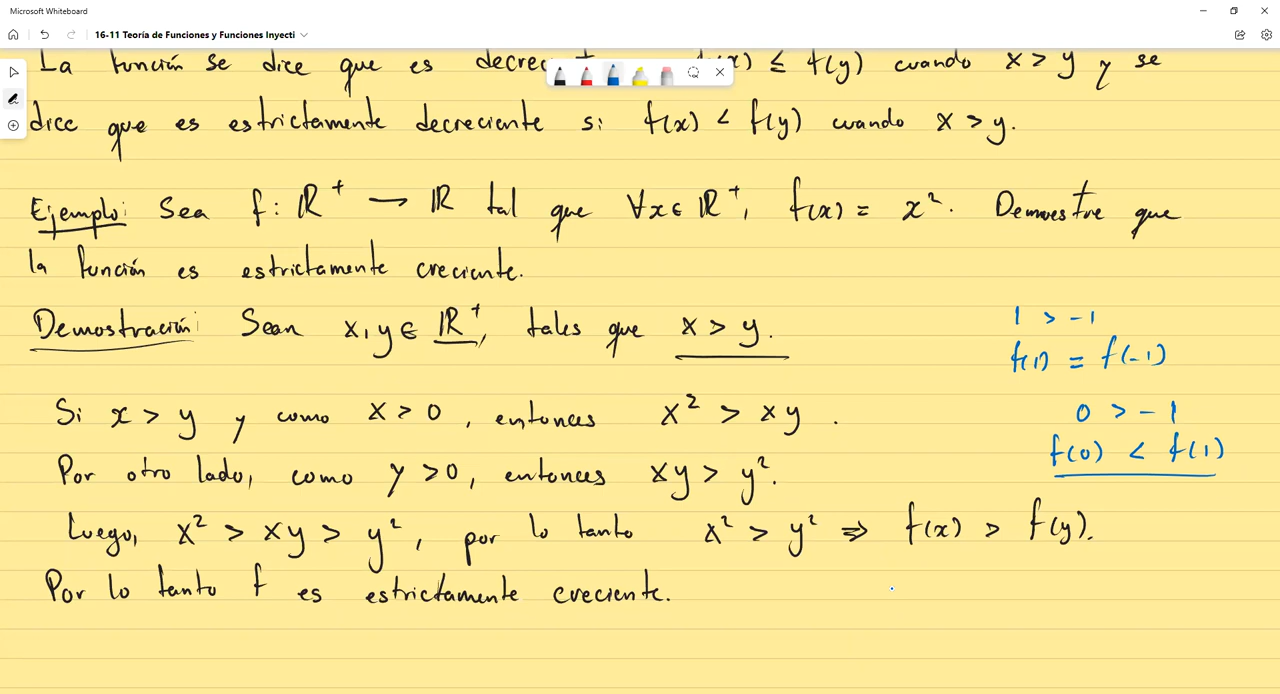 Microsoft Whiteboard
16-11 Teoría de Funciones y Funciones Inyecti
La función se dice que es ≤ f(y) cuando x > y y se
dice que es estrictamente decreciente si f(x) < f(y) cuando x > y.
Ejemplo: Sea f: ℝ⁺ → ℝ tal que ∀x∈ ℝ⁺, f(x) = x². Demuestre que
la función es estrictamente creciente.
Demostración: Sean x, y ∈ ℝ⁺, tales que x > y.
Si x > y y como x > 0, entonces x² > xy.
Por otro lado, como y > 0, entonces xy > y².
Luego, x² > xy > y², por lo tanto x² > y² ⇒ f(x) > f(y).
Por lo tanto f es estrictamente creciente.
1 > -1
f(1) = f(-1)
0 > -1
f(0) < f(1)